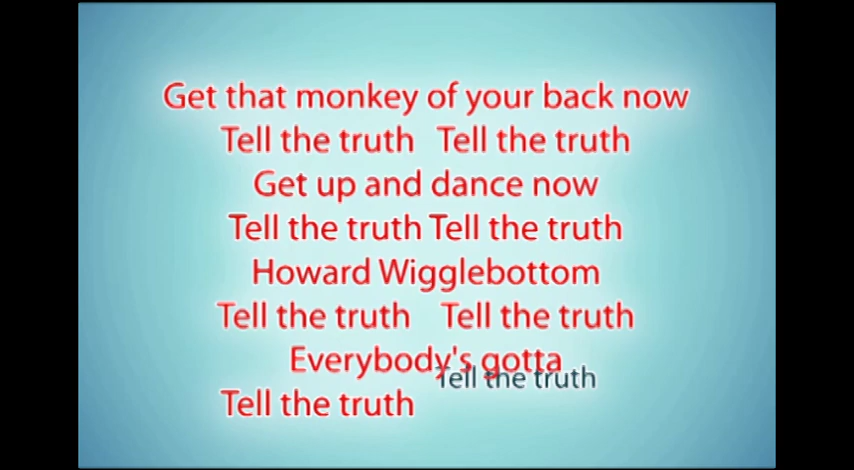 Get that monkey of your back now
Tell the truth Tell the truth
Get up and dance now
Tell the truth Tell the truth
Howard Wigglebottom
Tell the truth Tell the truth
Everybody's gotta
Tell the truth
Tell the truth